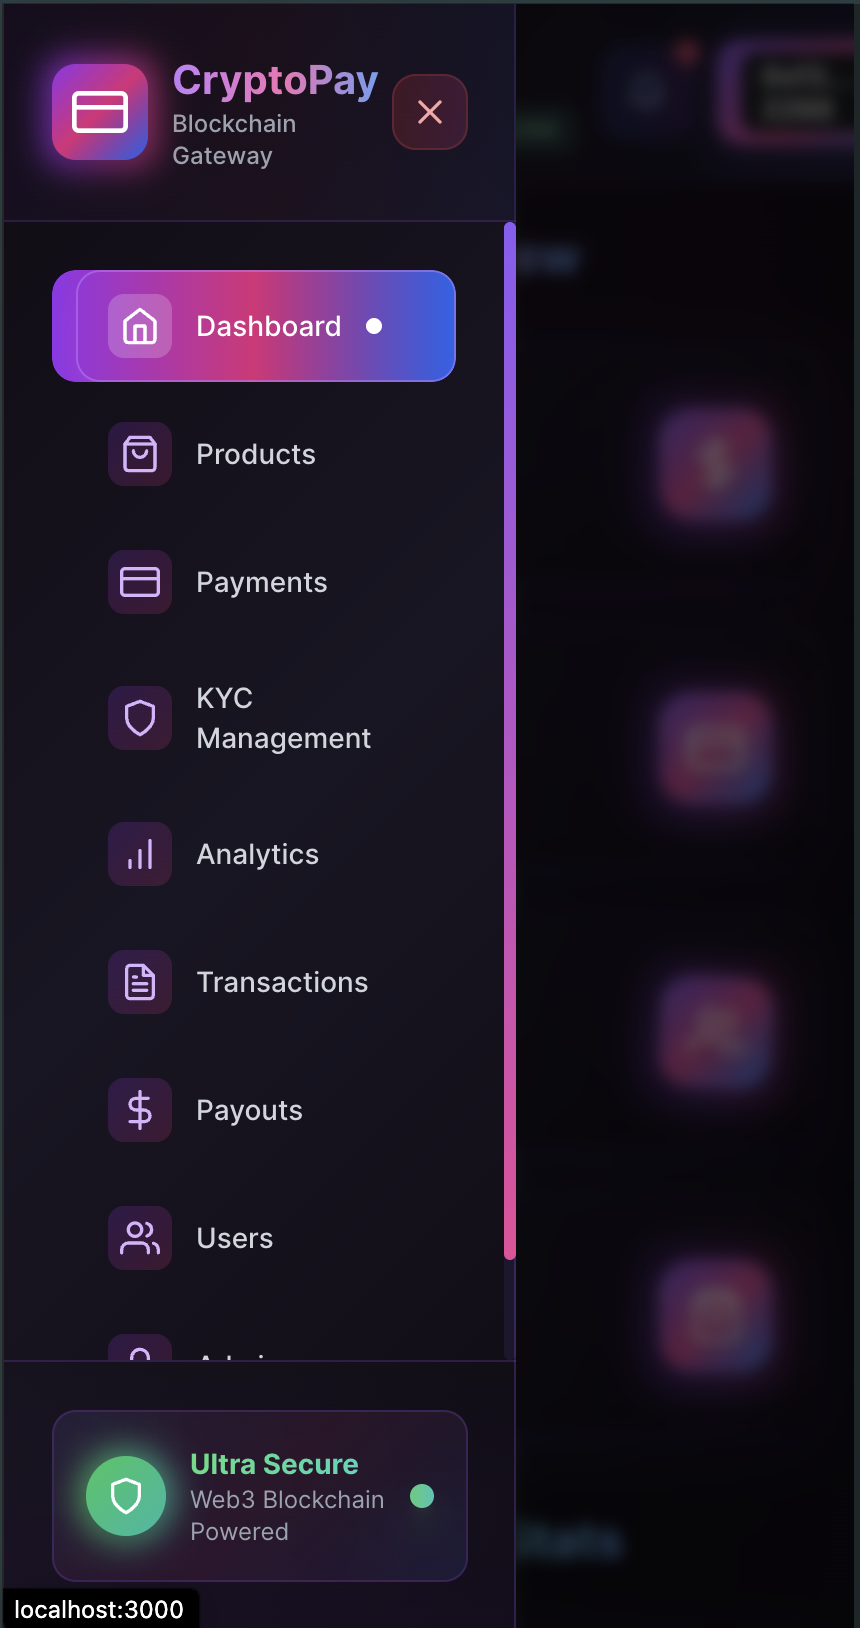 CryptoPay
Blockchain
Gateway
Dashboard
Products
Payments
KYC
Management
Analytics
Transactions
Payouts
Users
Ultra Secure
Web3 Blockchain
Powered
localhost:3000